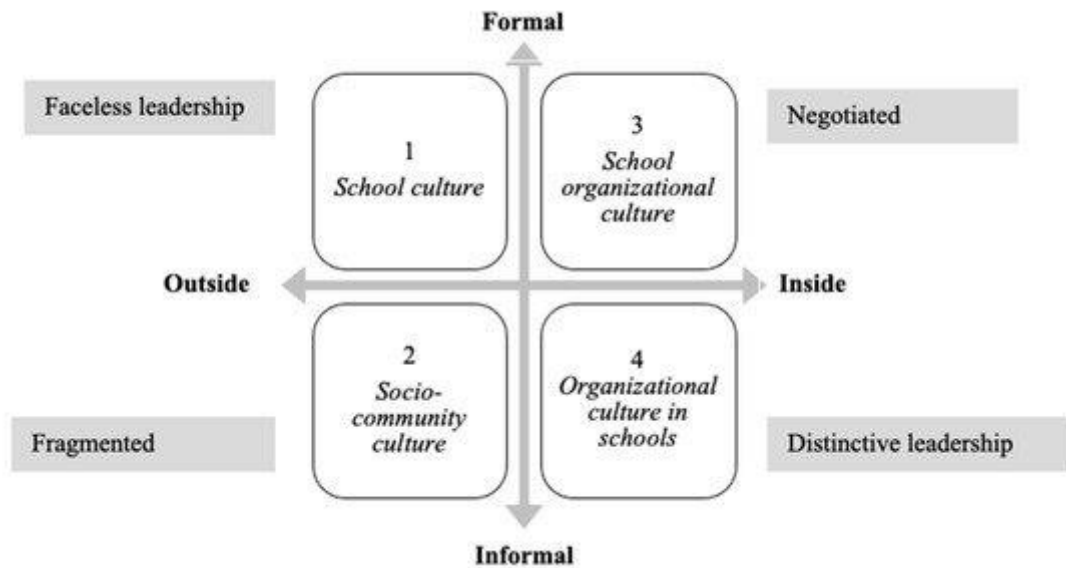 Formal
Faceless leadership
1
School culture
3
School
organizational
culture
Negotiated
Outside
Inside
2
Socio-
community
culture
4
Organizational
culture in
schools
Fragmented
Distinctive leadership
Informal